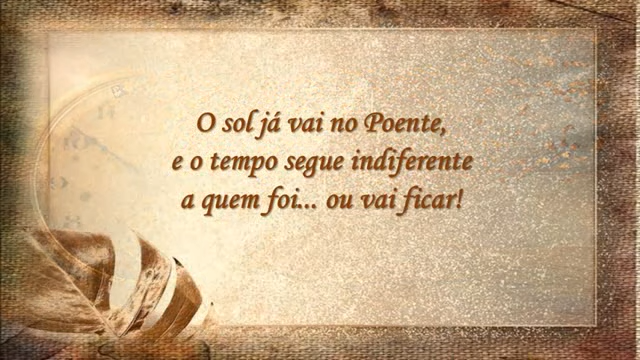 O sol já vai no Poente,
e o tempo segue indiferente
a quem foi... ou vai ficar!